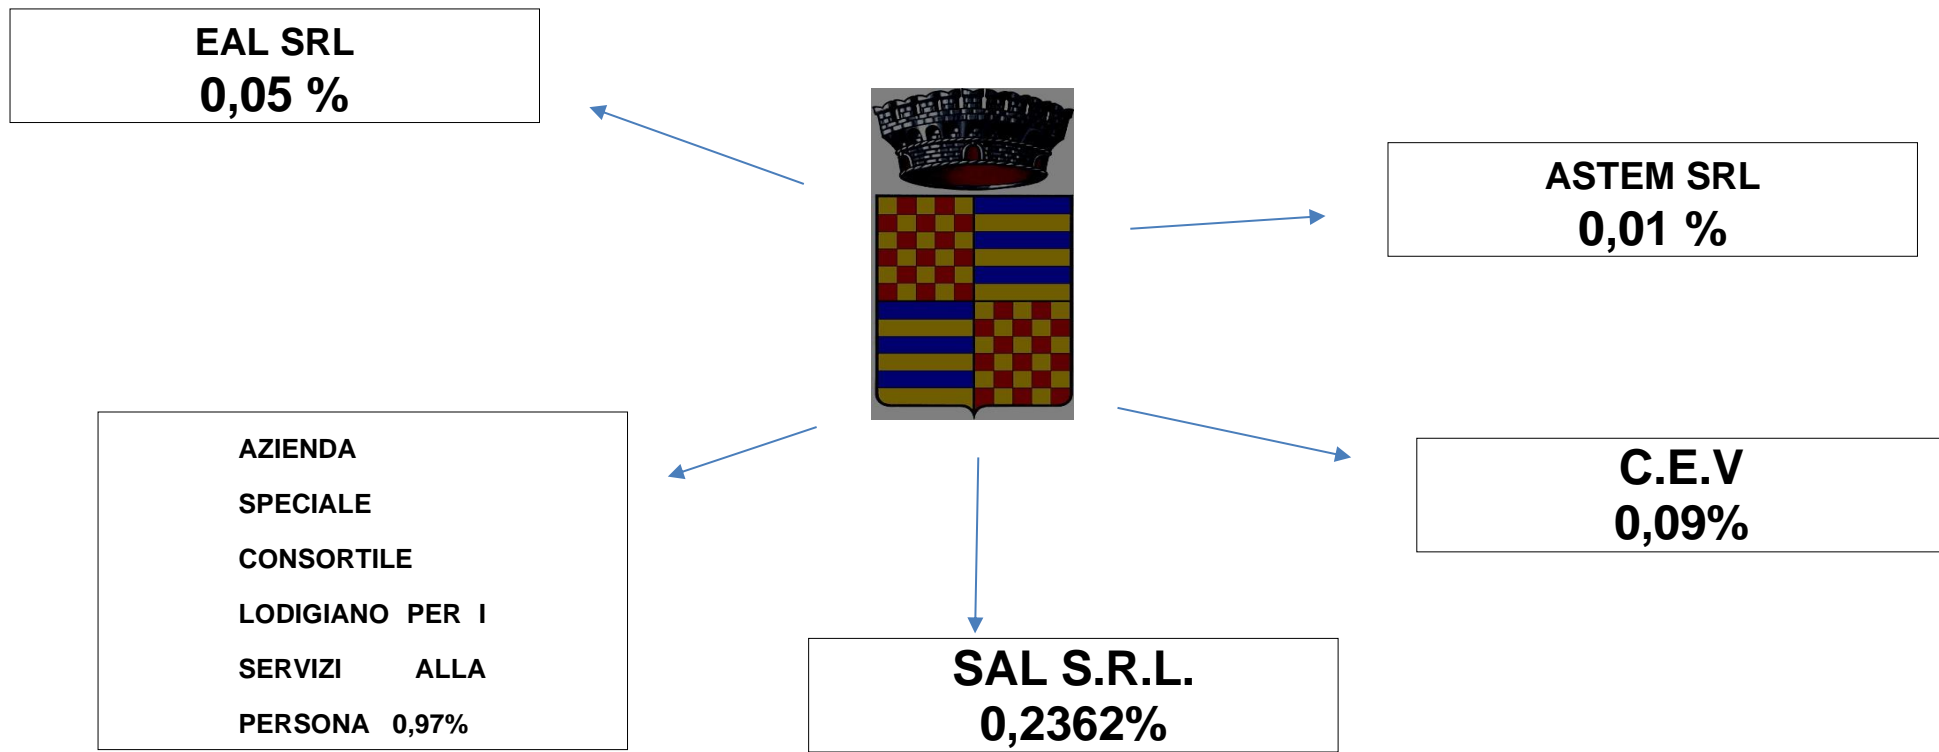 EAL SRL
0,05 %
ASTEM SRL
0,01 %
AZIENDA
SPECIALE
CONSORTILE
LODIGIANO PER I
SERVIZI ALLA
PERSONA 0,97%
C.E.V
0,09%
SAL S.R.L.
0,2362%